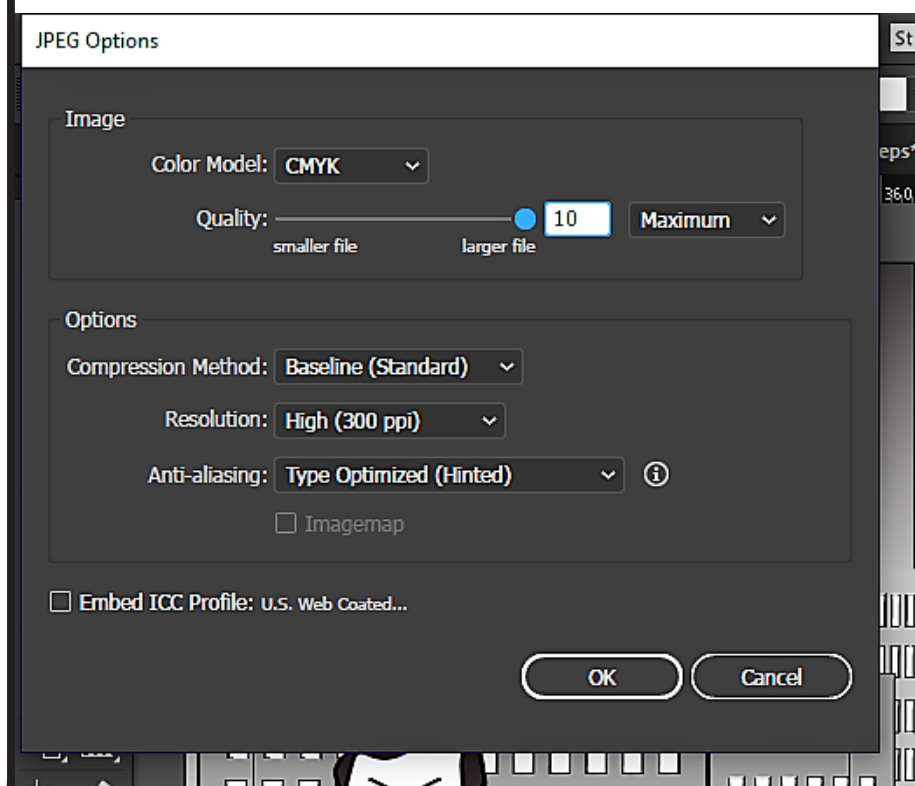 JPEG Options
St
Image
Color Model: CMYK
eps*
360
Quality: 10 Maximum
smaller file larger file
Options
Compression Method: Baseline (Standard)
Resolution: High (300 ppi)
Anti-aliasing: Type Optimized (Hinted)
Imagemap
Embed ICC Profile: U.S. Web Coated...
OK Cancel